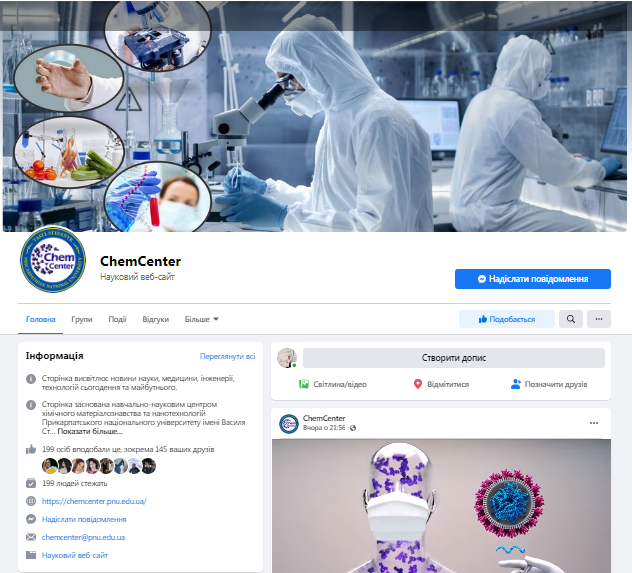 ChemCenter
Науковий веб-сайт
Chem
Center
Надіслати повідомлення
Головна
Групи
Події
Відгуки
Більше
Подобається
Інформація
Переглянути всі
Сторінка висвітлює новини науки, медицини, інженерії,
технологій сьогодення та майбутнього.
Сторінка заснована навчально-науковим центром
хімічного матеріалознавства та нанотехнологій
Прикарпатського національного університету імені Василя
Ст... Показати більше...
199 осіб вподобали це, зокрема 145 ваших друзів
199 людей стежать
https://chemcenter.pnu.edu.ua/
Надіслати повідомлення
chemcenter@pnu.edu.ua
Науковий веб-сайт
Створити допис
Світлина/відео
Відмітитися
Позначити друзів
ChemCenter
Вчора о 21:56